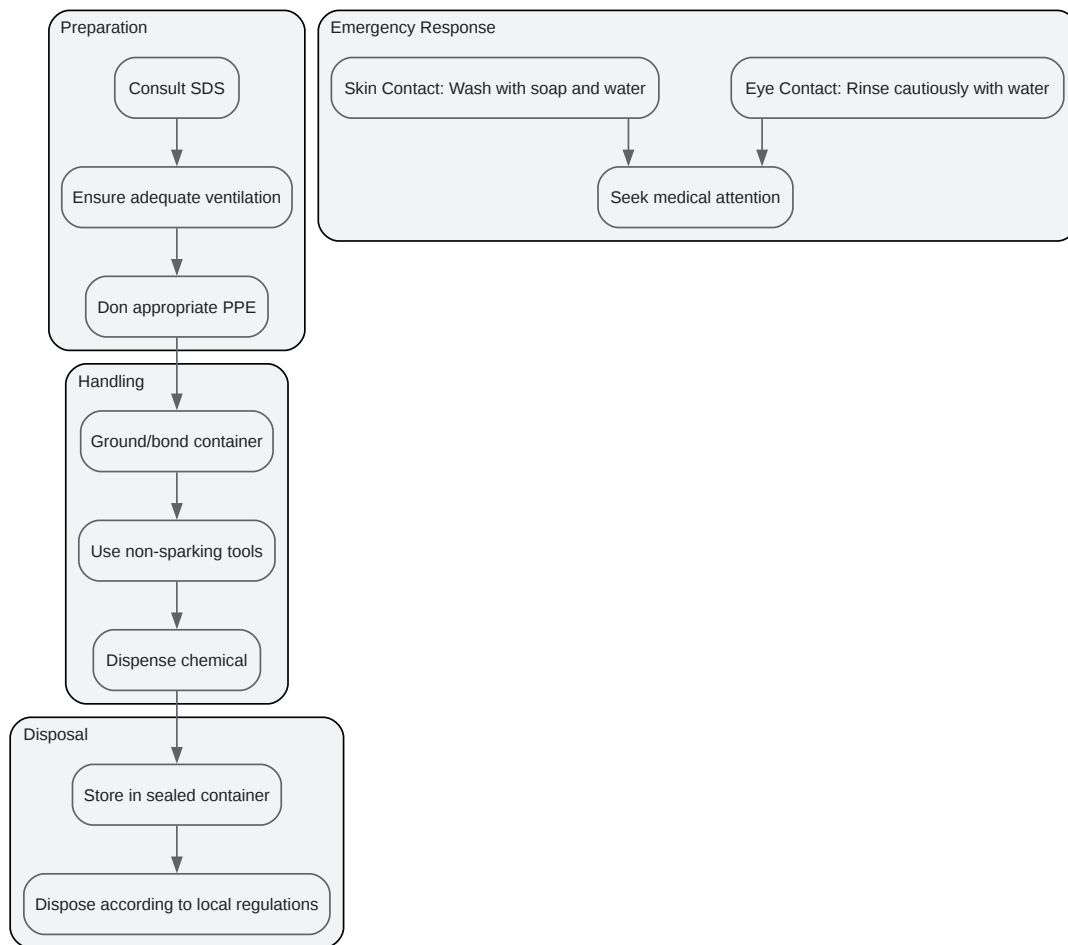 Preparation
Consult SDS
Ensure adequate ventilation
Don appropriate PPE
Emergency Response
Skin Contact: Wash with soap and water
Eye Contact: Rinse cautiously with water
Seek medical attention
Handling
Ground/bond container
Use non-sparking tools
Dispense chemical
Disposal
Store in sealed container
Dispose according to local regulations